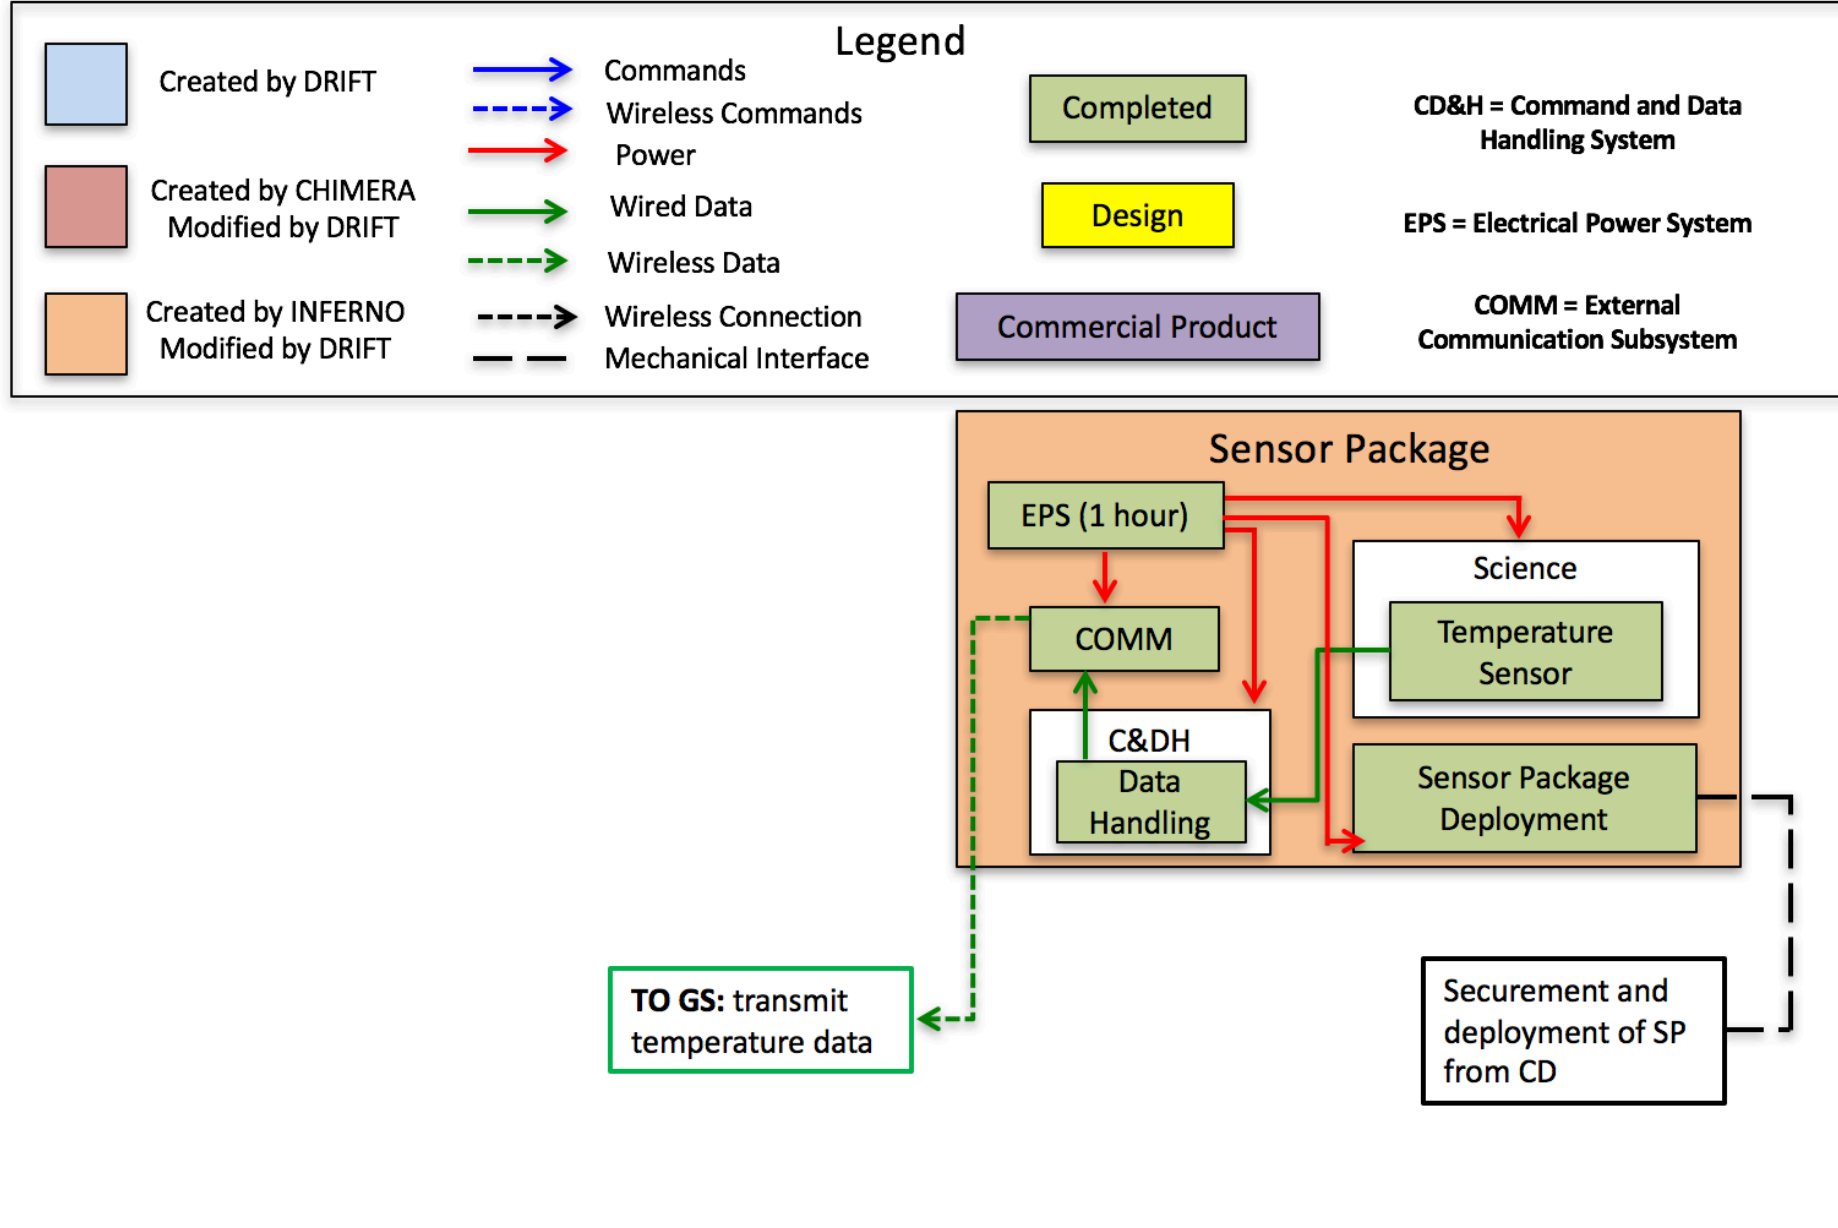 Legend
Created by DRIFT
Created by CHIMERA
Modified by DRIFT
Created by INFERNO
Modified by DRIFT
Commands
Wireless Commands
Power
Wired Data
Wireless Data
Wireless Connection
Mechanical Interface
Completed
Design
Commercial Product
CD&H = Command and Data
Handling System
EPS = Electrical Power System
COMM = External
Communication Subsystem
Sensor Package
EPS (1 hour)
Science
Temperature
Sensor
COMM
C&DH
Data
Handling
Sensor Package
Deployment
TO GS: transmit
temperature data
Securement and
deployment of SP
from CD